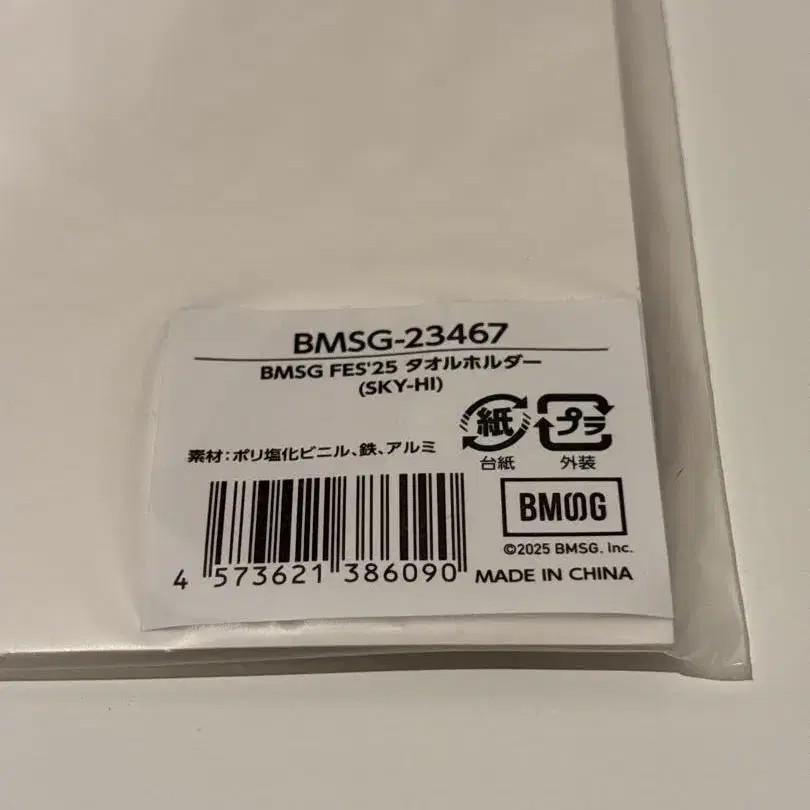 BMSG-23467
BMSG FES'25 タオルホルダー
(SKY-HI)
紙
プラ
台紙
外装
素材：ポリ塩化ビニル、鉄、アルミ
BMSG
©2025 BMSG, Inc.
4 573621 386090
MADE IN CHINA